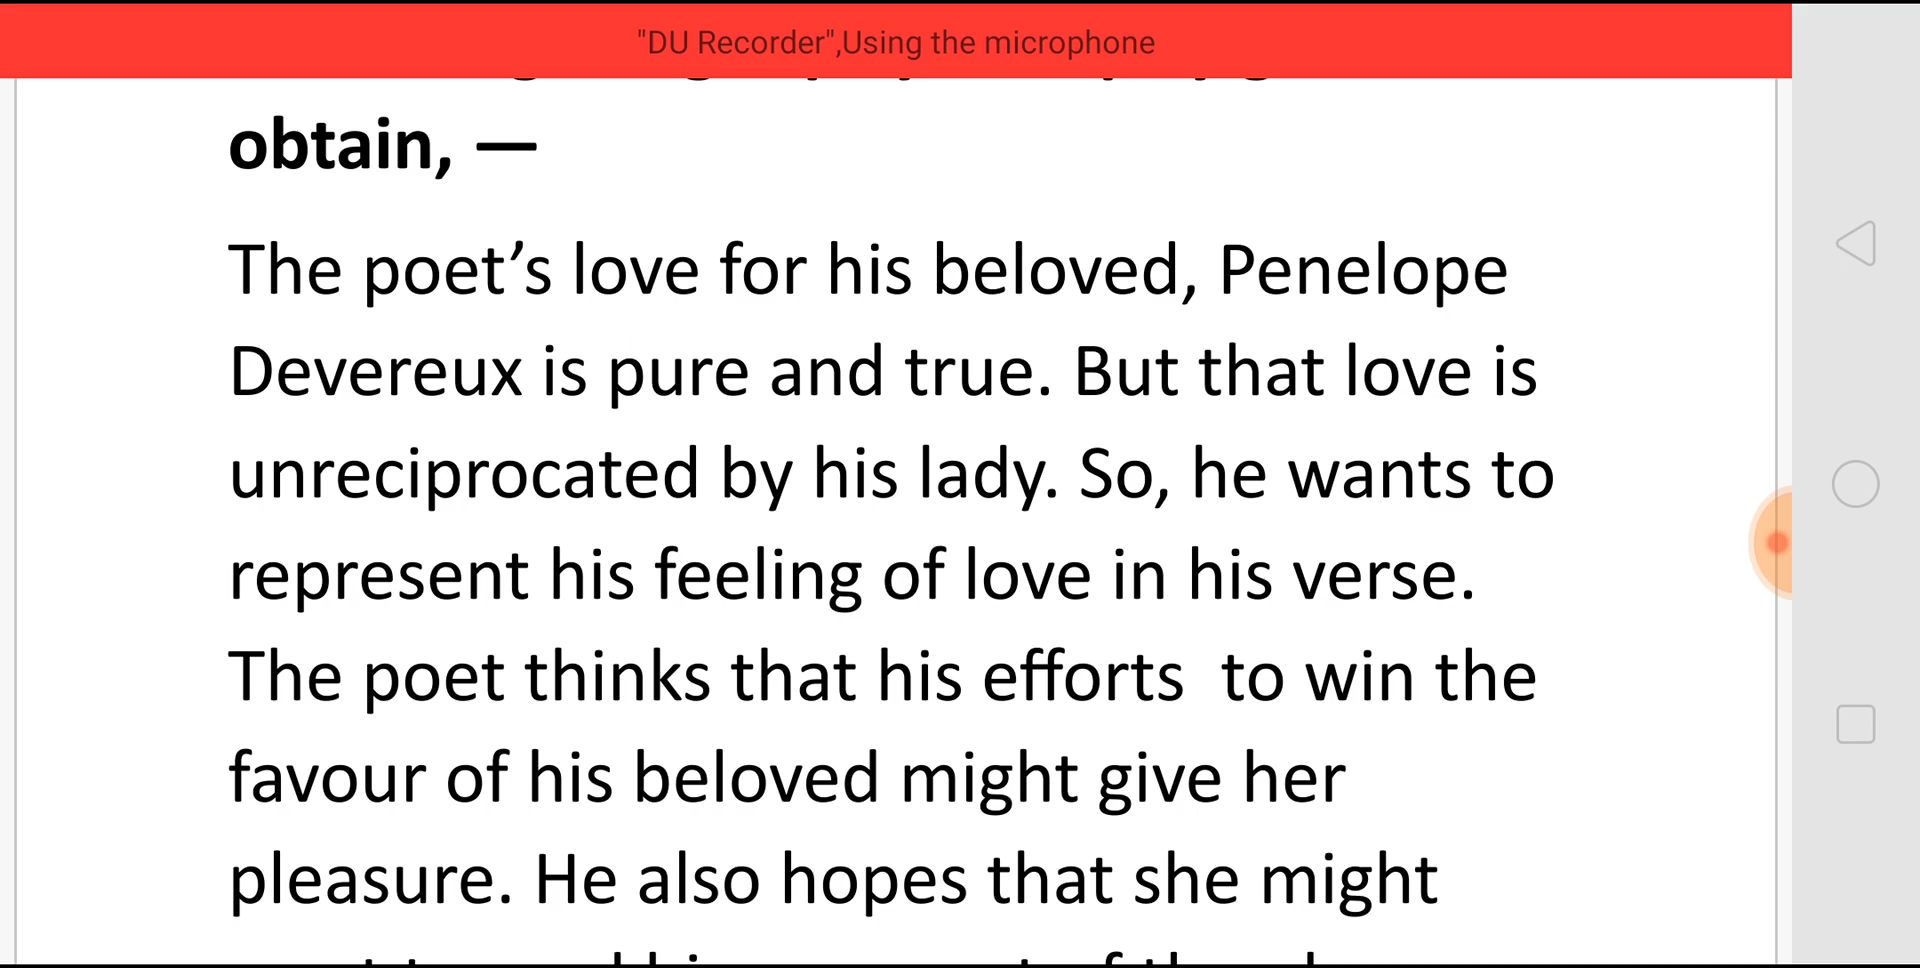 "DU Recorder",Using the microphone
obtain, —
The poet’s love for his beloved, Penelope
Devereux is pure and true. But that love is
unreciprocated by his lady. So, he wants to
represent his feeling of love in his verse.
The poet thinks that his efforts  to win the
favour of his beloved might give her
pleasure. He also hopes that she might